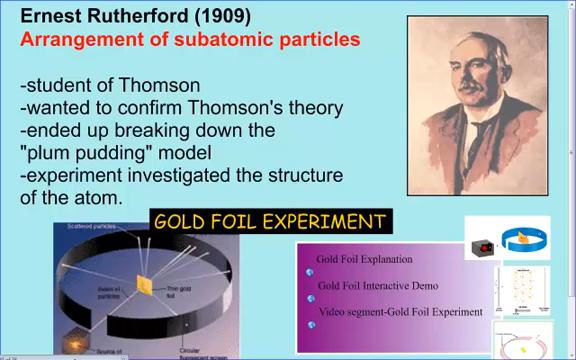 Ernest Rutherford (1909)
Arrangement of subatomic particles
-student of Thomson
-wanted to confirm Thomson's theory
-ended up breaking down the
"plum pudding" model
-experiment investigated the structure
of the atom.
GOLD FOIL EXPERIMENT
Scattered particles
Beam of
particles
Thin gold
foil
Source of
Circular
fluorescent screen
Gold Foil Explanation
Gold Foil Interactive Demo
Video segment-Gold Foil Experiment